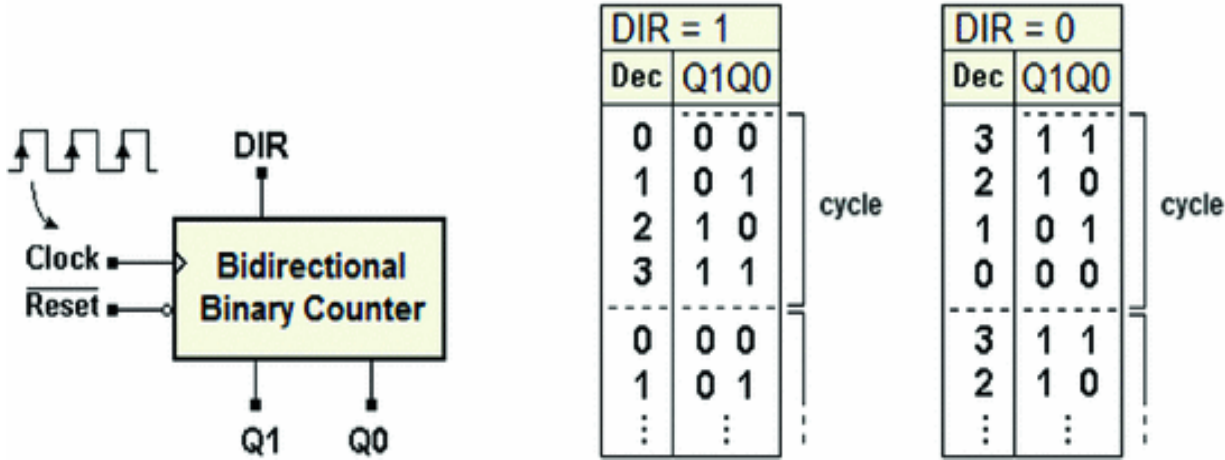 DIR
Clock
Reset
Bidirectional
Binary Counter
Q1 Q0
DIR = 1
Dec Q1Q0
0 0 0
1 0 1
2 1 0
3 1 1
cycle
0 0 0
1 0 1
⋮ ⋮
DIR = 0
Dec Q1Q0
3 1 1
2 1 0
1 0 1
0 0 0
cycle
3 1 1
2 1 0
⋮ ⋮